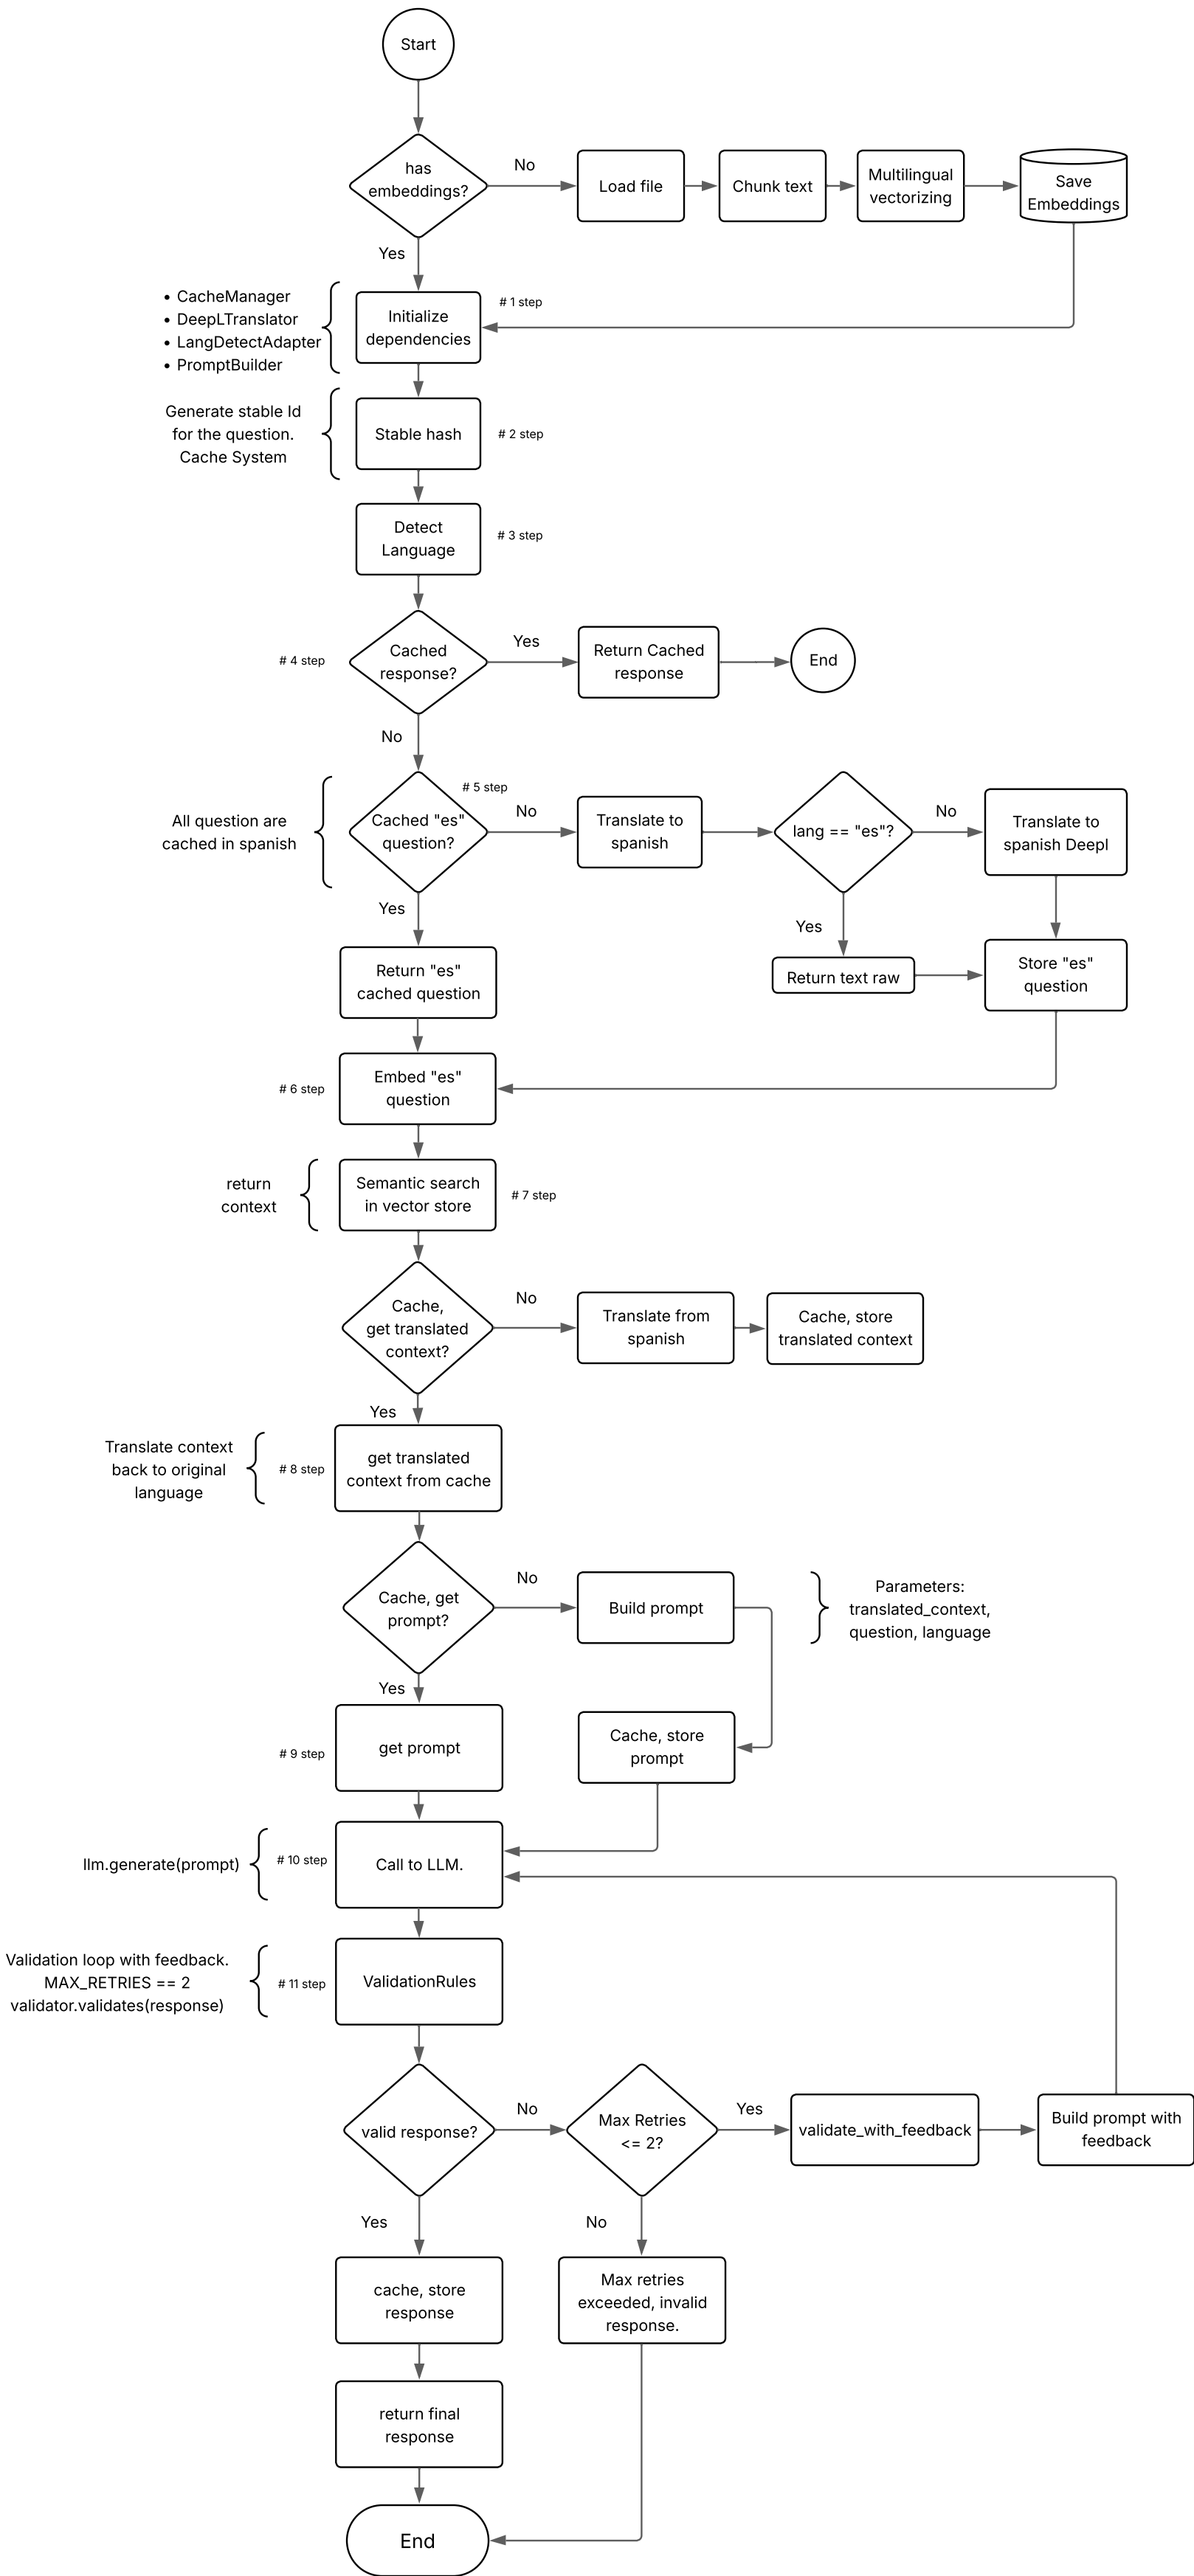 Start
has
embeddings?
No
Load file
Chunk text
Multilingual
vectorizing
Save
Embeddings
Yes
• CacheManager
• DeepLTranslator
• LangDetectAdapter
• PromptBuilder
Initialize
dependencies
# 1 step
Generate stable Id
for the question.
Cache System
Stable hash
# 2 step
Detect
Language
# 3 step
# 4 step
Cached
response?
Yes
Return Cached
response
End
No
All question are
cached in spanish
Cached "es"
question?
# 5 step
No
Translate to
spanish
lang == "es"?
No
Translate to
spanish Deepl
Yes
Yes
Return "es"
cached question
Return text raw
Store "es"
question
# 6 step
Embed "es"
question
return
context
Semantic search
in vector store
# 7 step
Cache,
get translated
context?
No
Translate from
spanish
Cache, store
translated context
Yes
Translate context
back to original
language
# 8 step
get translated
context from cache
Cache, get
prompt?
No
Build prompt
Parameters:
translated_context,
question, language
Yes
# 9 step
get prompt
Cache, store
prompt
llm.generate(prompt)
# 10 step
Call to LLM.
Validation loop with feedback.
MAX_RETRIES == 2
validator.validates(response)
# 11 step
ValidationRules
valid response?
No
Max Retries
<= 2?
Yes
validate_with_feedback
Build prompt with
feedback
Yes
No
cache, store
response
Max retries
exceeded, invalid
response.
return final
response
End